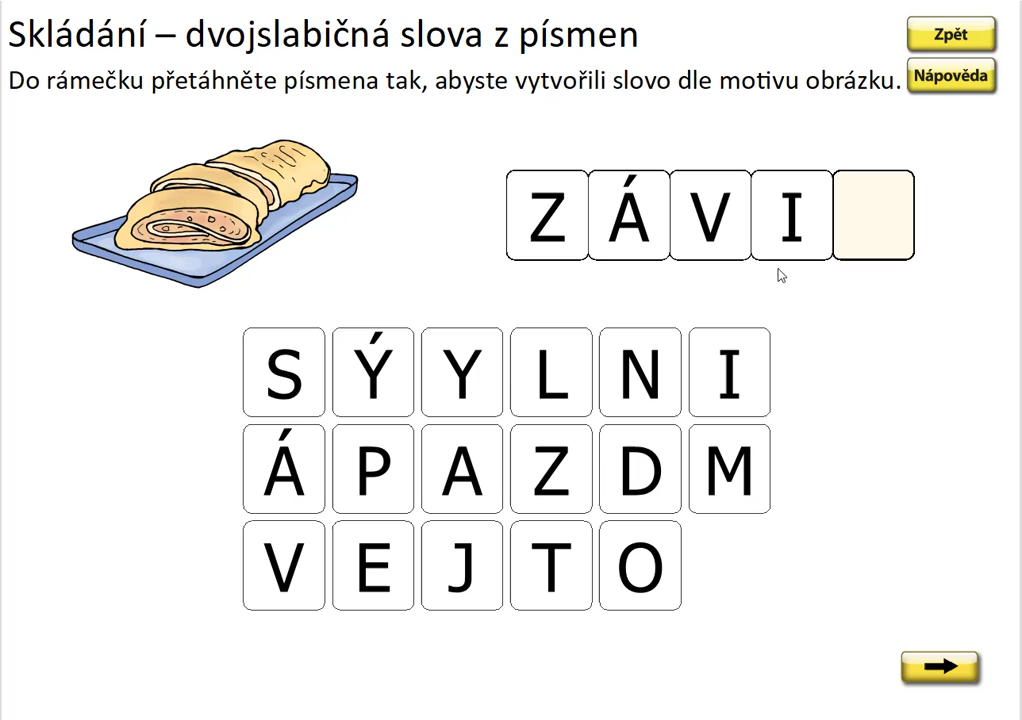 Skládání – dvojslabičná slova z písmen
Zpět
Do rámečku přetáhněte písmena tak, abyste vytvořili slovo dle motivu obrázku.
Nápověda
Z Á V I
S Ý Y L N I
Á P A Z D M
V E J T O